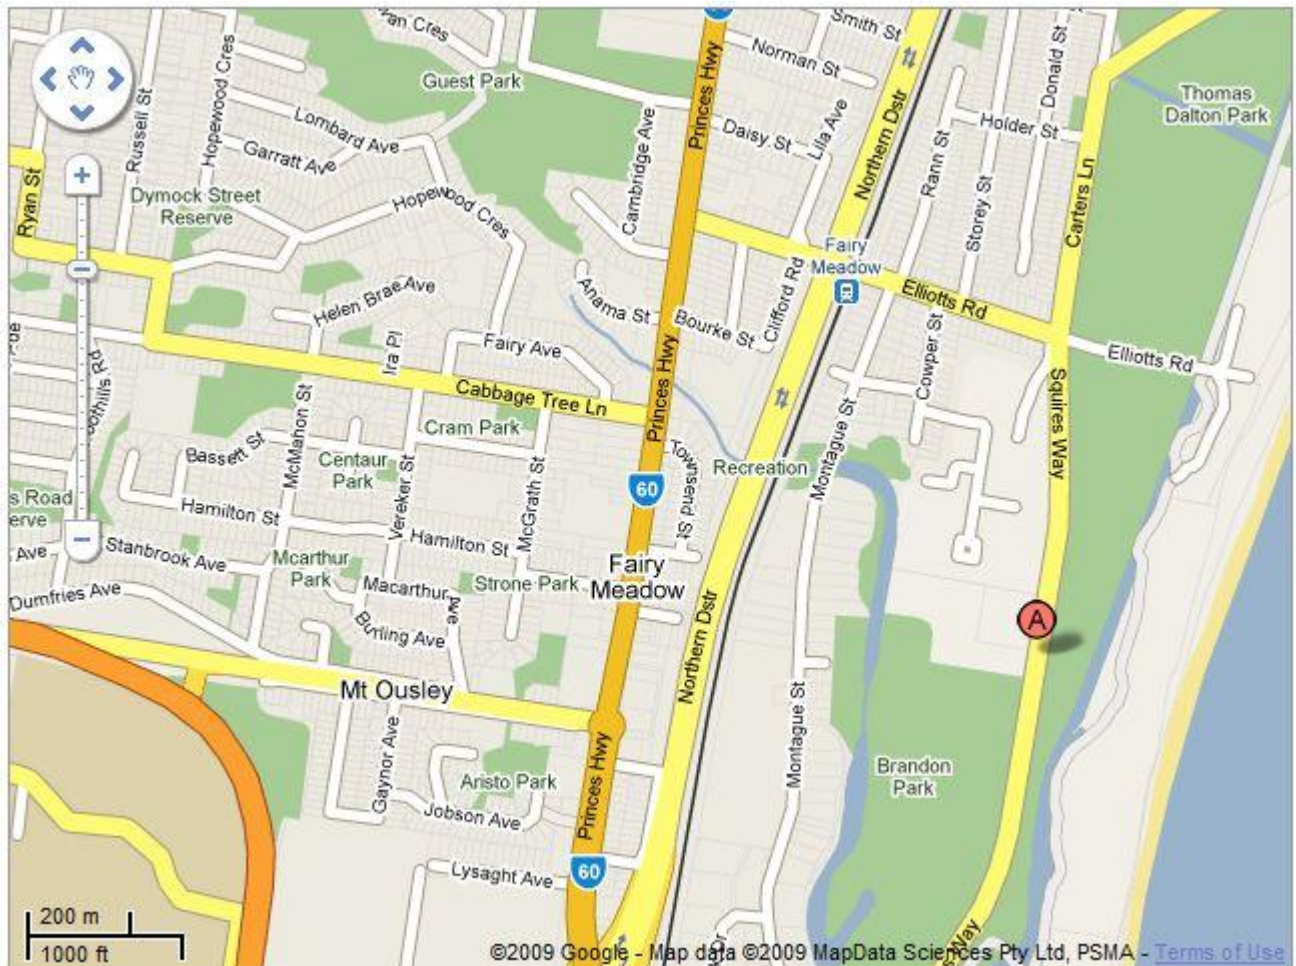 Smith St
Norman St
Princes Hwy
Northern Dstr
Donald St
Guest Park
Thomas
Dalton Park
Russell St
Hopewood Cres
Lombard Ave
Garratt Ave
Cambridge Ave
Daisy St
Lila Ave
Rann St
Holder St
Storey St
Carters Ln
Ryan St
Dymock Street
Reserve
Hopewood Cres
Fairy
Meadow
Elliotts Rd
Clifford Rd
Helen Brae Ave
Anama St
Bourke St
Ira Pl
Fairy Ave
Princes Hwy
Cowper St
Elliotts Rd
Cabbage Tree Ln
Squires Way
McMahon St
Cram Park
Bassett St
Centaur
Park
Vereker St
McGrath St
Townsend St
Recreation
Montague St
60
s Road
erve
Hamilton St
Hamilton St
Ave
Stanbrook Ave
Mcarthur
Park
Macarthur
Ave
Strone Park
Fairy
Meadow
Dumfries Ave
Burling Ave
A
Northern Dstr
Mt Ousley
Montague St
Gaynor Ave
Aristo Park
Princes Hwy
Brandon
Park
Jobson Ave
Lysaght Ave
60
200 m
1000 ft
s Way
©2009 Google - Map data ©2009 MapData Sciences Pty Ltd, PSMA - Terms of Use